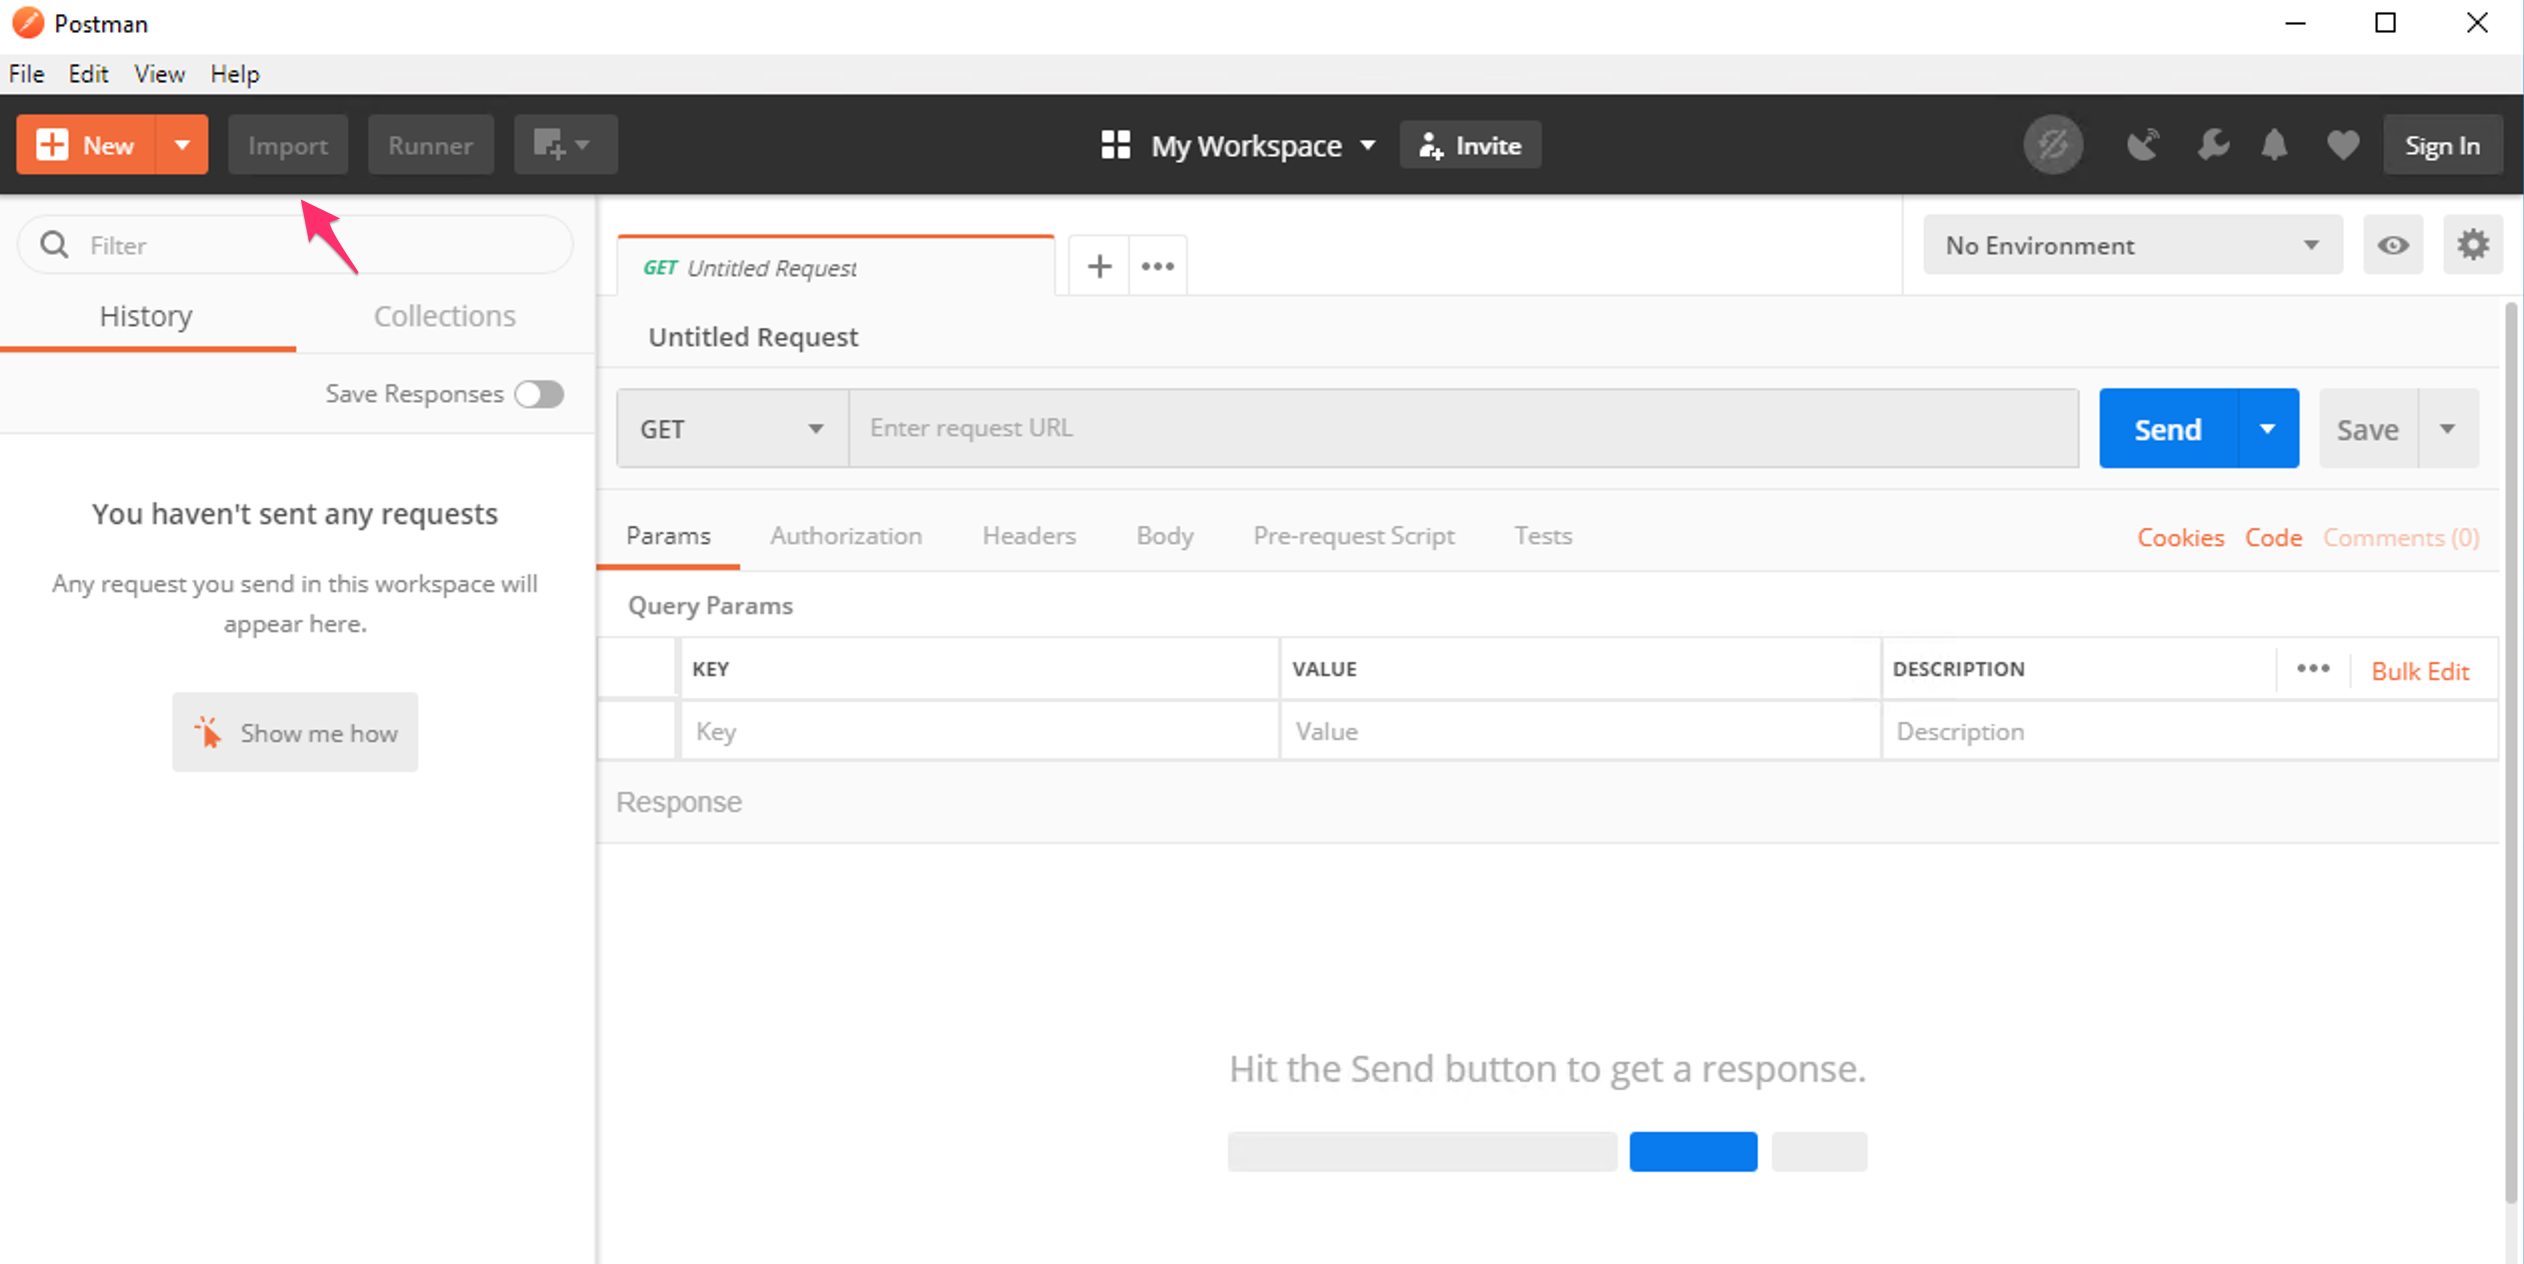 Postman
File Edit View Help
New Import Runner My Workspace Invite Sign In
Filter
History Collections
Save Responses
You haven't sent any requests
Any request you send in this workspace will
appear here.
Show me how
GET Untitled Request
No Environment
Untitled Request
GET Enter request URL Send Save
Params Authorization Headers Body Pre-request Script Tests Cookies Code Comments (0)
Query Params
KEY VALUE DESCRIPTION Bulk Edit
Key Value Description
Response
Hit the Send button to get a response.